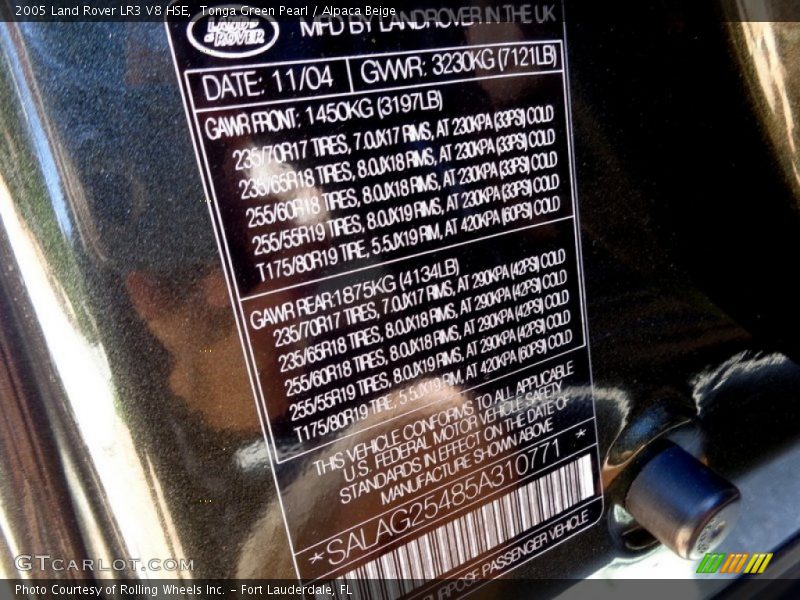 2005 Land Rover LR3 V8 HSE, Tonga Green Pearl / Alpaca Beige
LAND
ROVER
MFD BY LANDROVER IN THE UK
DATE: 11/04
GWWR: 3230KG (7121LB)
GAWR FRONT: 1450KG (3197LB)
235/70R17 TIRES, 7.0JX17 RIMS, AT 230KPA (33PSI) COLD
235/65R18 TIRES, 8.0JX18 RIMS, AT 230KPA (33PSI) COLD
255/60R18 TIRES, 8.0JX18 RIMS, AT 230KPA (33PSI) COLD
255/55R19 TIRES, 8.0JX19 RIMS, AT 230KPA (33PSI) COLD
T175/80R19 TIRE, 5.5JX19 RIM, AT 420KPA (60PSI) COLD
GAWR REAR: 1875KG (4134LB)
235/70R17 TIRES, 7.0JX17 RIMS, AT 290KPA (42PSI) COLD
235/65R18 TIRES, 8.0JX18 RIMS, AT 290KPA (42PSI) COLD
255/60R18 TIRES, 8.0JX18 RIMS, AT 290KPA (42PSI) COLD
255/55R19 TIRES, 8.0JX19 RIMS, AT 290KPA (42PSI) COLD
T175/80R19 TIRE, 5.5JX19 RIM, AT 420KPA (60PSI) COLD
THIS VEHICLE CONFORMS TO ALL APPLICABLE
U.S. FEDERAL MOTOR VEHICLE SAFETY
STANDARDS IN EFFECT ON THE DATE OF
MANUFACTURE SHOWN ABOVE
*SALAG25485A310771 *
PURPOSE PASSENGER VEHICLE
GTCARLOT.COM
Photo Courtesy of Rolling Wheels Inc. – Fort Lauderdale, FL